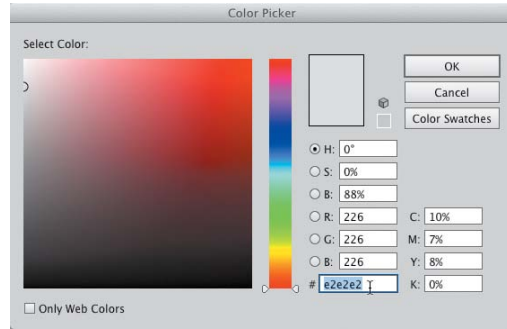 Color Picker
Select Color:
OK
Cancel
Color Swatches
H: 0°
S: 0%
B: 88%
R: 226 C: 10%
G: 226 M: 7%
B: 226 Y: 8%
# e2e2e2 K: 0%
Only Web Colors